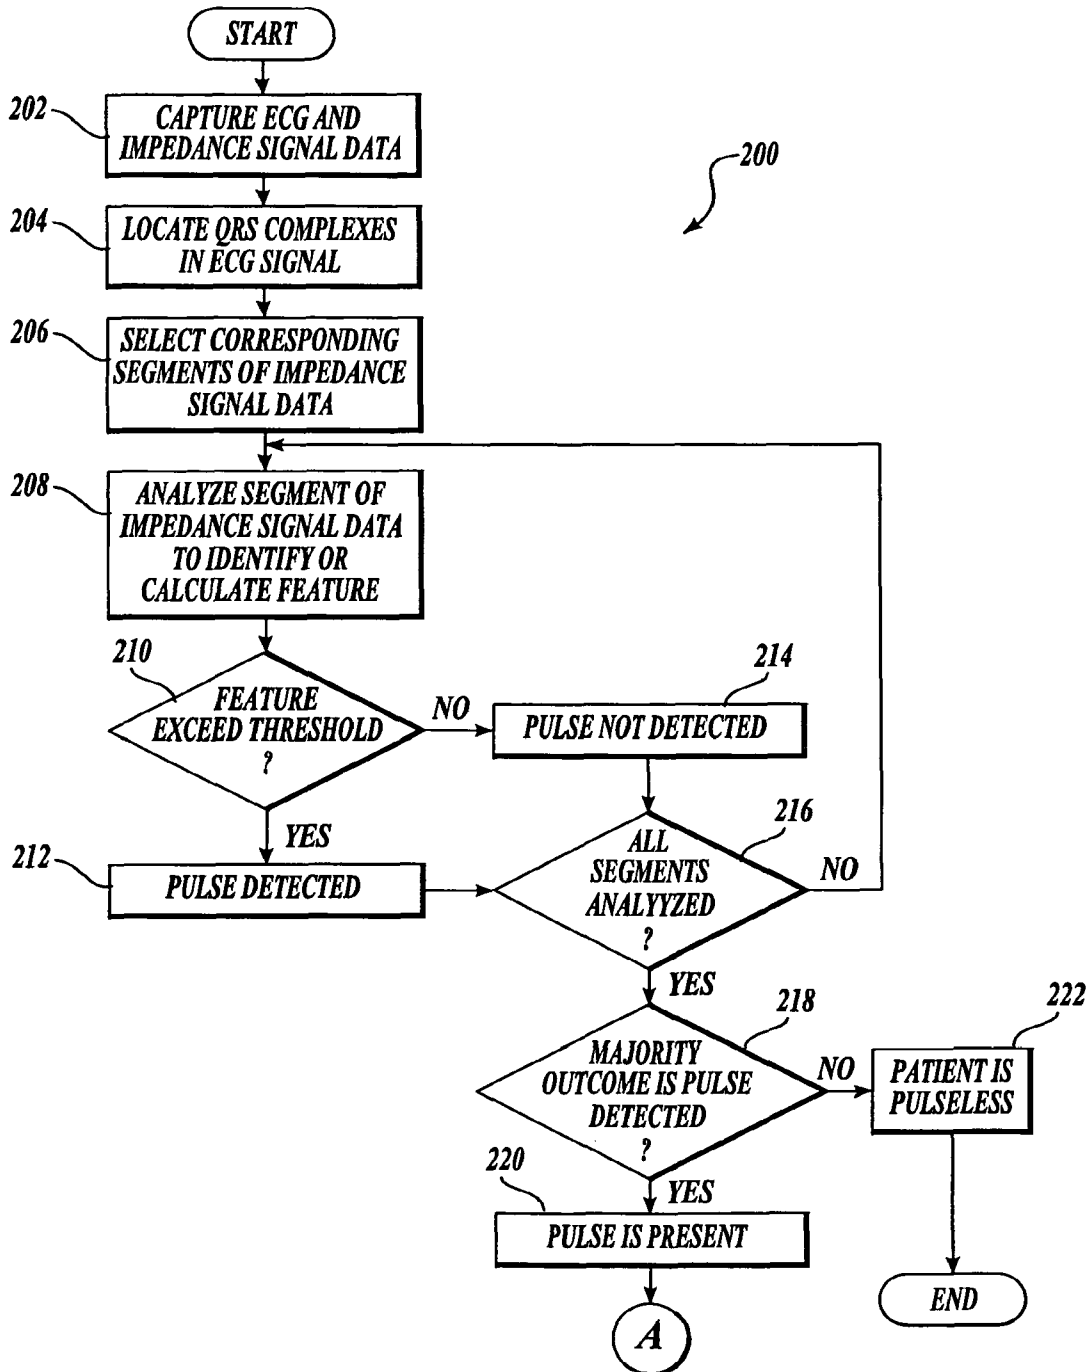 START
202
CAPTURE ECG AND
IMPEDANCE SIGNAL DATA
200
204
LOCATE QRS COMPLEXES
IN ECG SIGNAL
206
SELECT CORRESPONDING
SEGMENTS OF IMPEDANCE
SIGNAL DATA
208
ANALYZE SEGMENT OF
IMPEDANCE SIGNAL DATA
TO IDENTIFY OR
CALCULATE FEATURE
210
FEATURE
EXCEED THRESHOLD
?
NO
214
PULSE NOT DETECTED
YES
212
PULSE DETECTED
216
ALL
SEGMENTS
ANALYYZED
?
NO
YES
218
MAJORITY
OUTCOME IS PULSE
DETECTED
?
NO
222
PATIENT IS
PULSELESS
YES
220
PULSE IS PRESENT
END
A